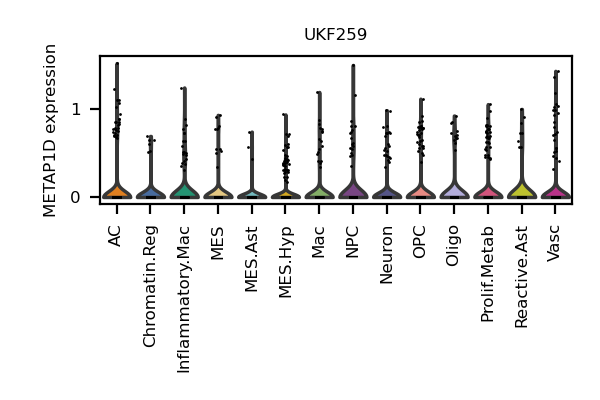 UKF259
METAP1D expression
1
0
AC
Chromatin.Reg
Inflammatory.Mac
MES
MES.Ast
MES.Hyp
Mac
NPC
Neuron
OPC
Oligo
Prolif.Metab
Reactive.Ast
Vasc